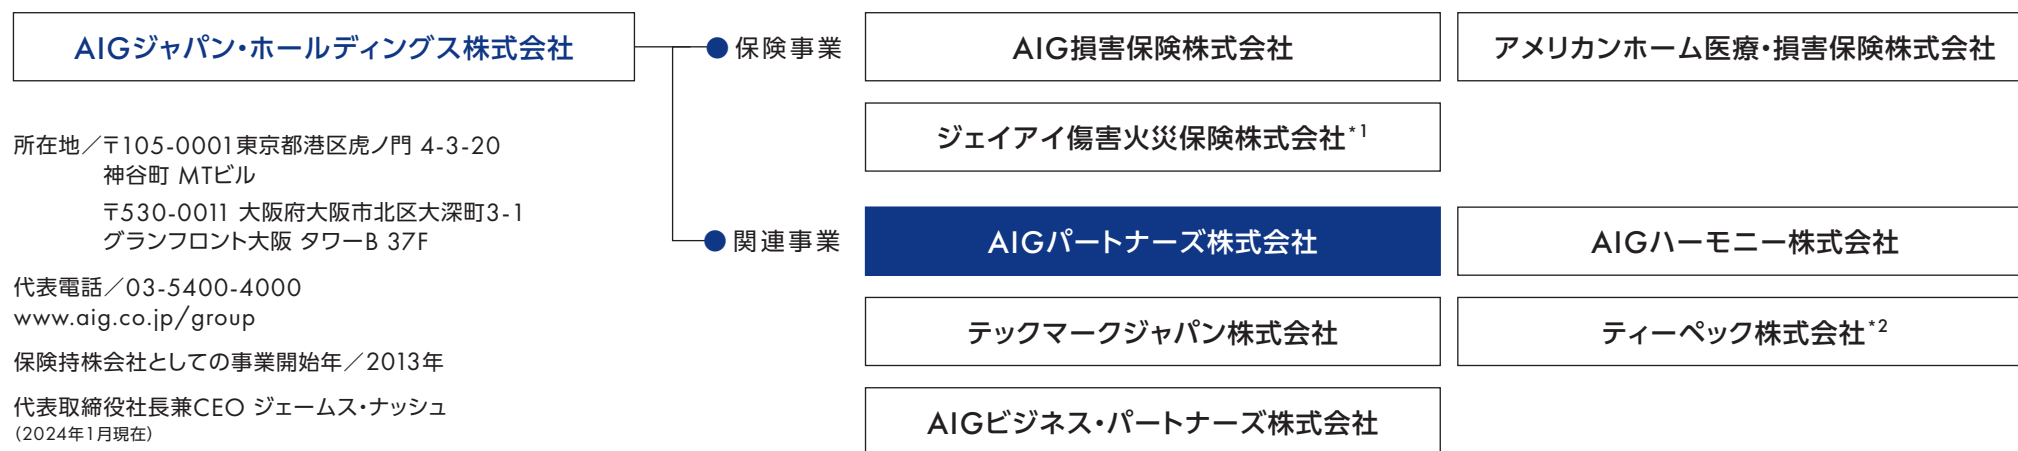 AIGジャパン・ホールディングス株式会社
所在地／〒105-0001東京都港区虎ノ門 4-3-20
神谷町 MTビル
〒530-0011 大阪府大阪市北区大深町3-1
グランフロント大阪 タワーB 37F
代表電話／03-5400-4000
www.aig.co.jp/group
保険持株会社としての事業開始年／2013年
代表取締役社長兼CEO ジェームス・ナッシュ
（2024年1月現在）
保険事業
AIG損害保険株式会社
アメリカンホーム医療・損害保険株式会社
ジェイアイ傷害火災保険株式会社*1
関連事業
AIGパートナーズ株式会社
AIGハーモニー株式会社
テックマークジャパン株式会社
ティーペック株式会社*2
AIGビジネス・パートナーズ株式会社